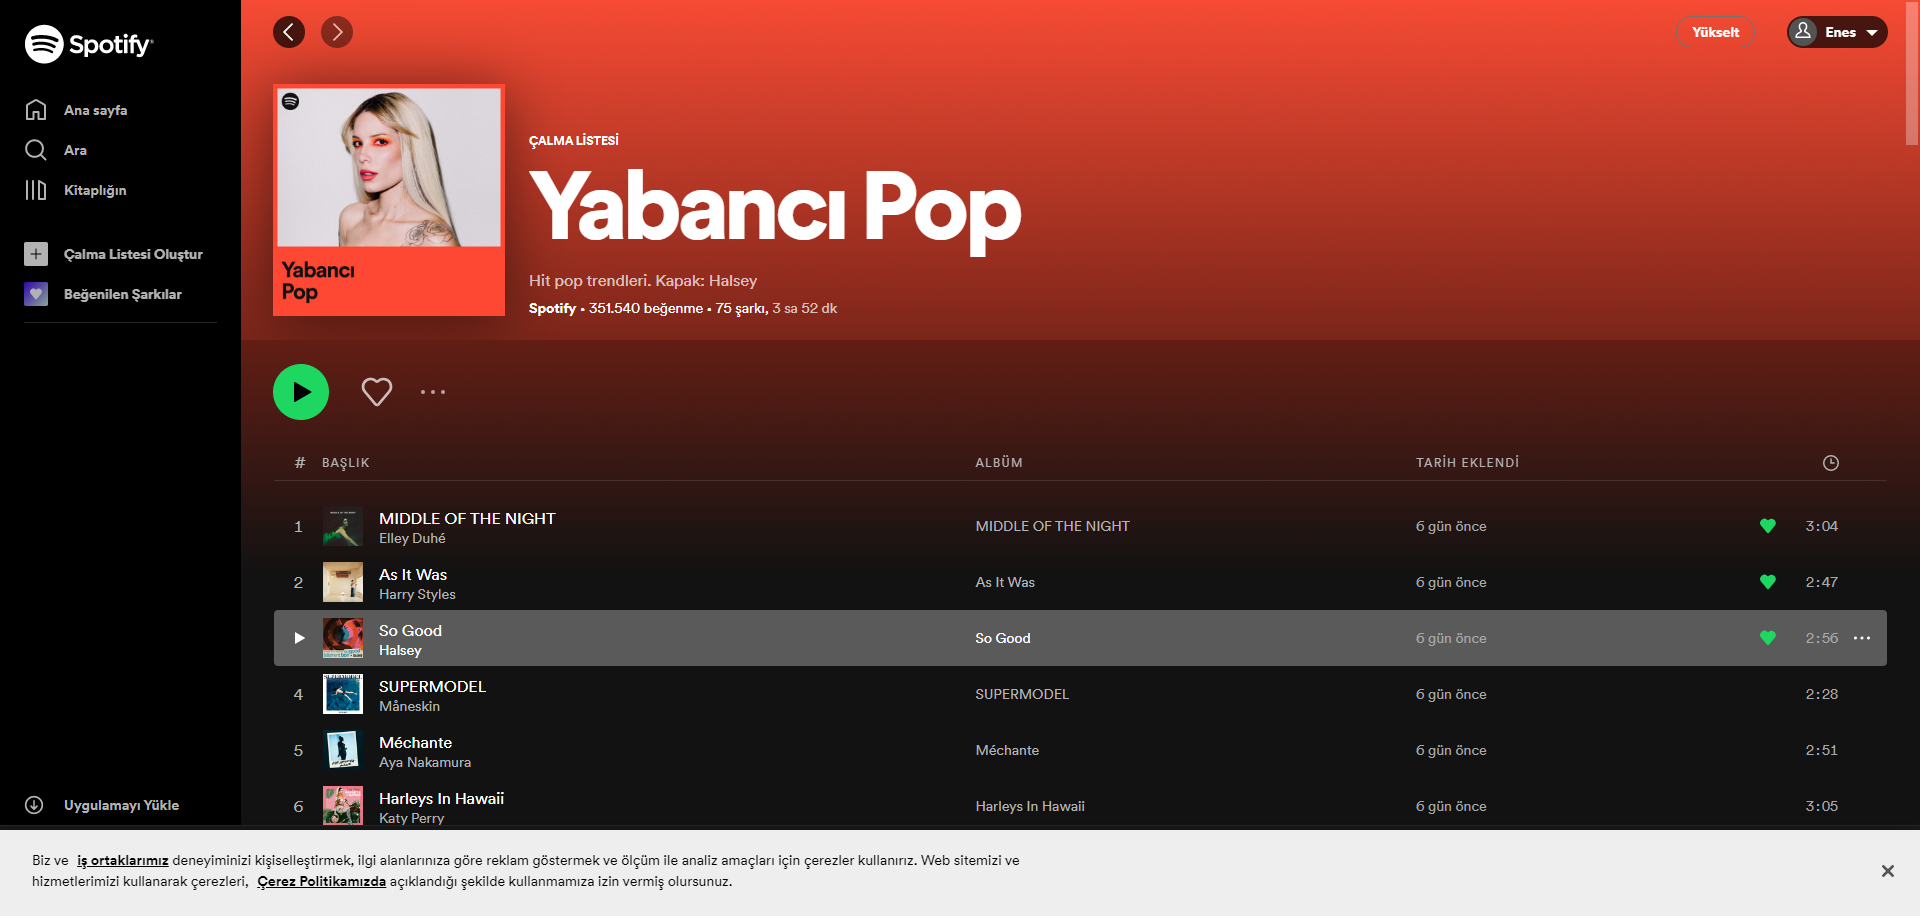 Spotify
Ana sayfa
Ara
Kitaplığın
Çalma Listesi Oluştur
Beğenilen Şarkılar
Uygulamayı Yükle
Yükselt
Enes
Yabancı
Pop
ÇALMA LİSTESİ
Yabancı Pop
Hit pop trendleri. Kapak: Halsey
Spotify • 351.540 beğenme • 75 şarkı, 3 sa 52 dk
# BAŞLIK ALBÜM TARİH EKLENDİ
1 MIDDLE OF THE NIGHT MIDDLE OF THE NIGHT 6 gün önce 3:04
Elley Duhé
2 As It Was As It Was 6 gün önce 2:47
Harry Styles
So Good So Good 6 gün önce 2:56
Halsey
4 SUPERMODEL SUPERMODEL 6 gün önce 2:28
Måneskin
5 Méchante Méchante 6 gün önce 2:51
Aya Nakamura
6 Harleys In Hawaii Harleys In Hawaii 6 gün önce 3:05
Katy Perry
Biz ve iş ortaklarımız deneyiminizi kişiselleştirmek, ilgi alanlarınıza göre reklam göstermek ve ölçüm ile analiz amaçları için çerezler kullanırız. Web sitemizi ve
hizmetlerimizi kullanarak çerezleri, Çerez Politikamızda açıklandığı şekilde kullanmamıza izin vermiş olursunuz.